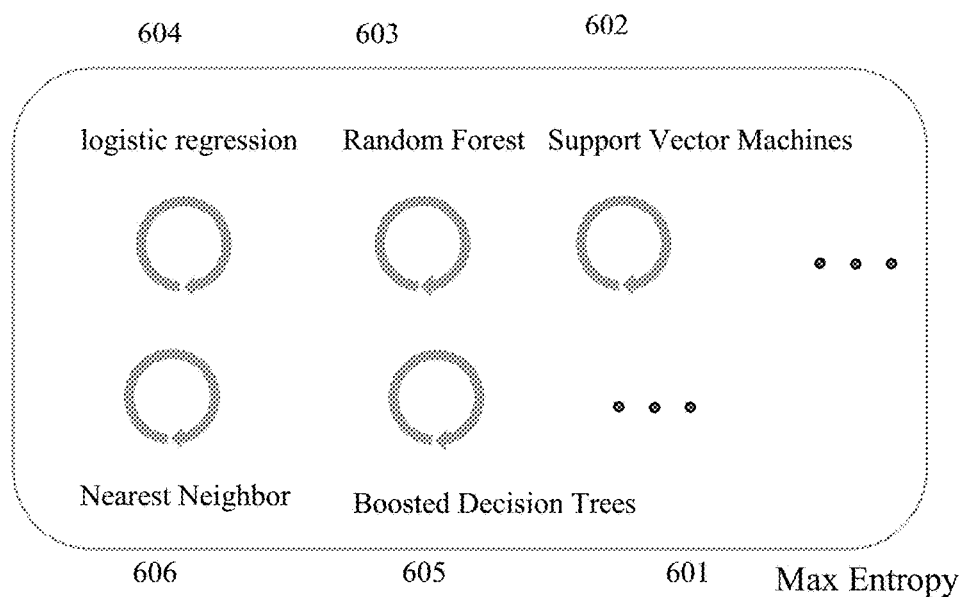 604 603 602
logistic regression Random Forest Support Vector Machines
Nearest Neighbor Boosted Decision Trees
606 605 601 Max Entropy